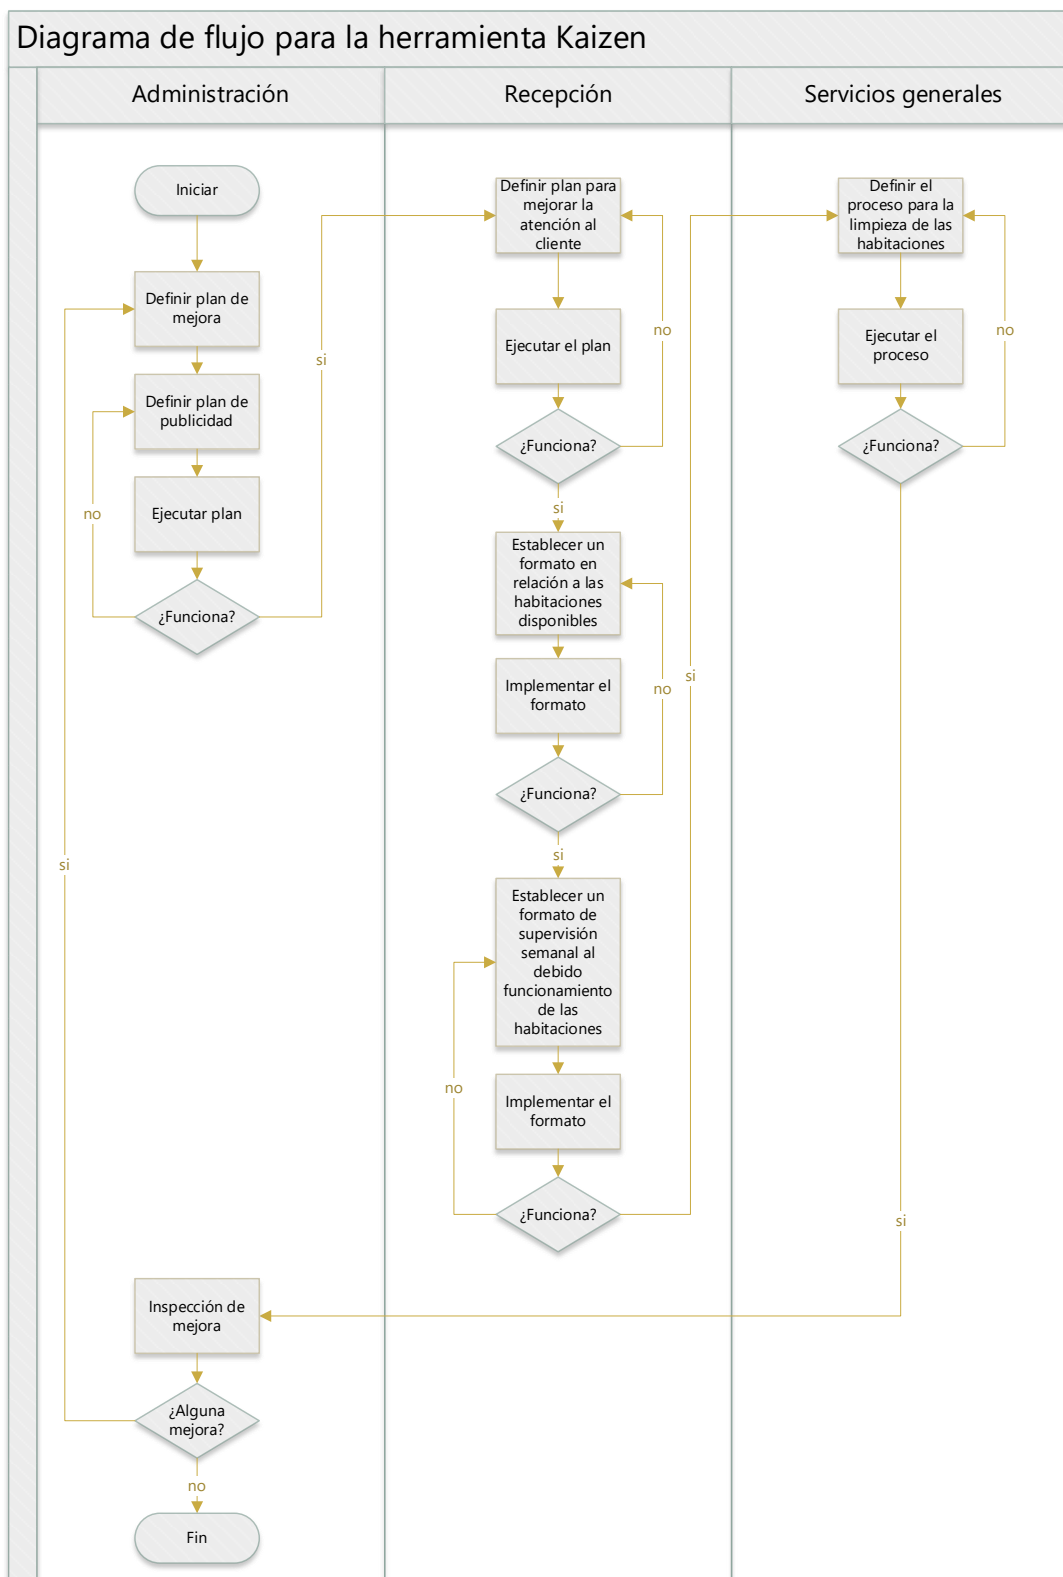 Diagrama de flujo para la herramienta Kaizen
Administración
Recepción
Servicios generales
Iniciar
Definir plan de
mejora
Definir plan de
publicidad
Ejecutar plan
¿Funciona?
no
si
Definir plan para
mejorar la
atención al
cliente
Ejecutar el plan
¿Funciona?
no
si
Establecer un
formato en
relación a las
habitaciones
disponibles
Implementar el
formato
¿Funciona?
no
si
Establecer un
formato de
supervisión
semanal al
debido
funcionamiento
de las
habitaciones
Implementar el
formato
¿Funciona?
no
si
Definir el
proceso para la
limpieza de las
habitaciones
Ejecutar el
proceso
¿Funciona?
no
si
Inspección de
mejora
¿Alguna
mejora?
si
no
Fin